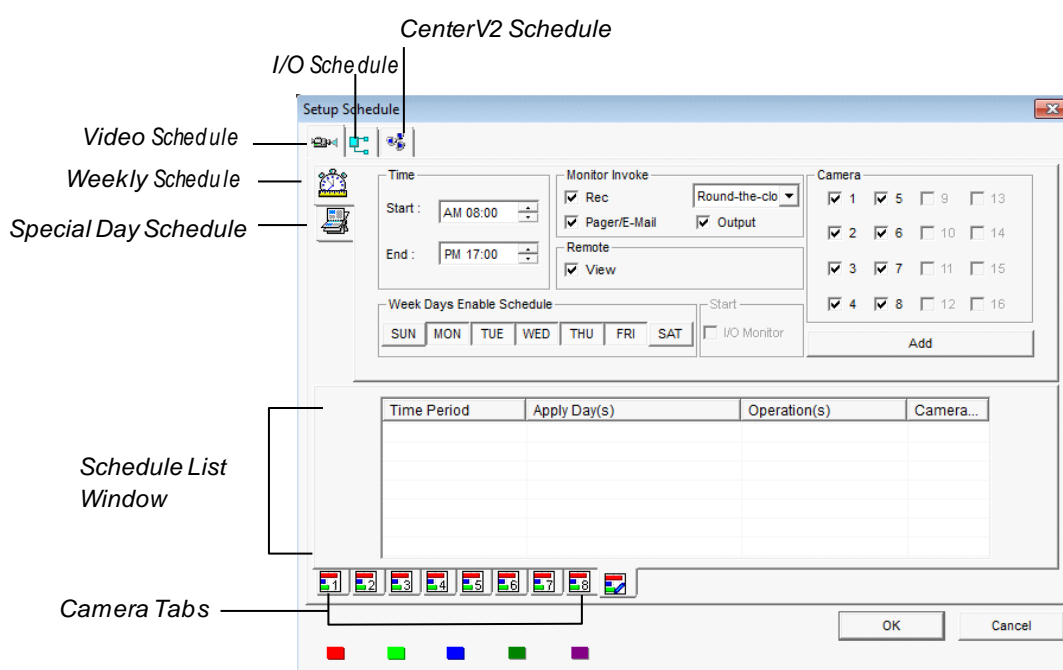 CenterV2 Schedule
I/O Schedule
Setup Schedule
Video Schedule
Weekly Schedule
Special Day Schedule
Time
Start :
AM 08:00
End :
PM 17:00
Monitor Invoke
Rec
Round-the-clo
Pager/E-Mail
Output
Remote
View
Camera
1 5 9 13
2 6 10 14
3 7 11 15
4 8 12 16
Week Days Enable Schedule
SUN MON TUE WED THU FRI SAT
Start
I/O Monitor
Add
Time Period Apply Day(s) Operation(s) Camera...
Schedule List
Window
1 2 3 4 5 6 7 8
Camera Tabs
OK Cancel